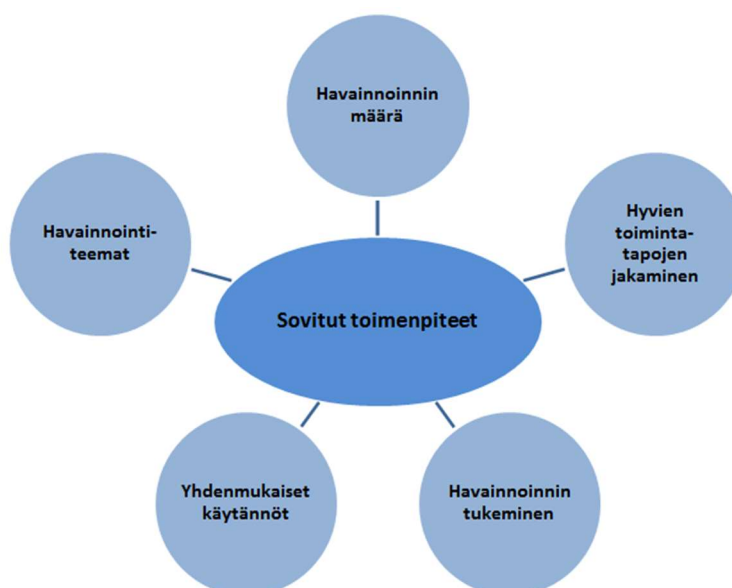 Havainnoinnin
määrä
Havainnointi-
teemat
Hyvien
toiminta-
tapojen
jakaminen
Sovitut toimenpiteet
Yhdenmukaiset
käytännöt
Havainnoinnin
tukeminen